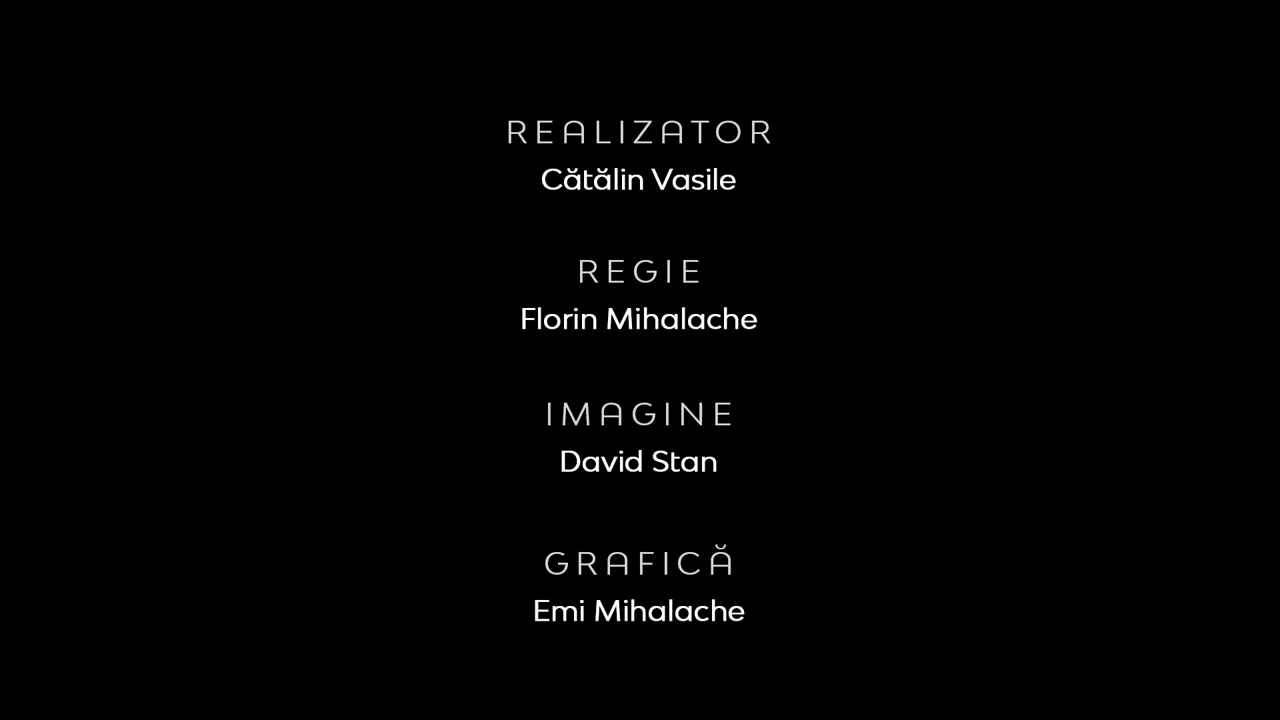 REALIZATOR
Cătălin Vasile
REGIE
Florin Mihalache
IMAGINE
David Stan
GRAFICĂ
Emi Mihalache